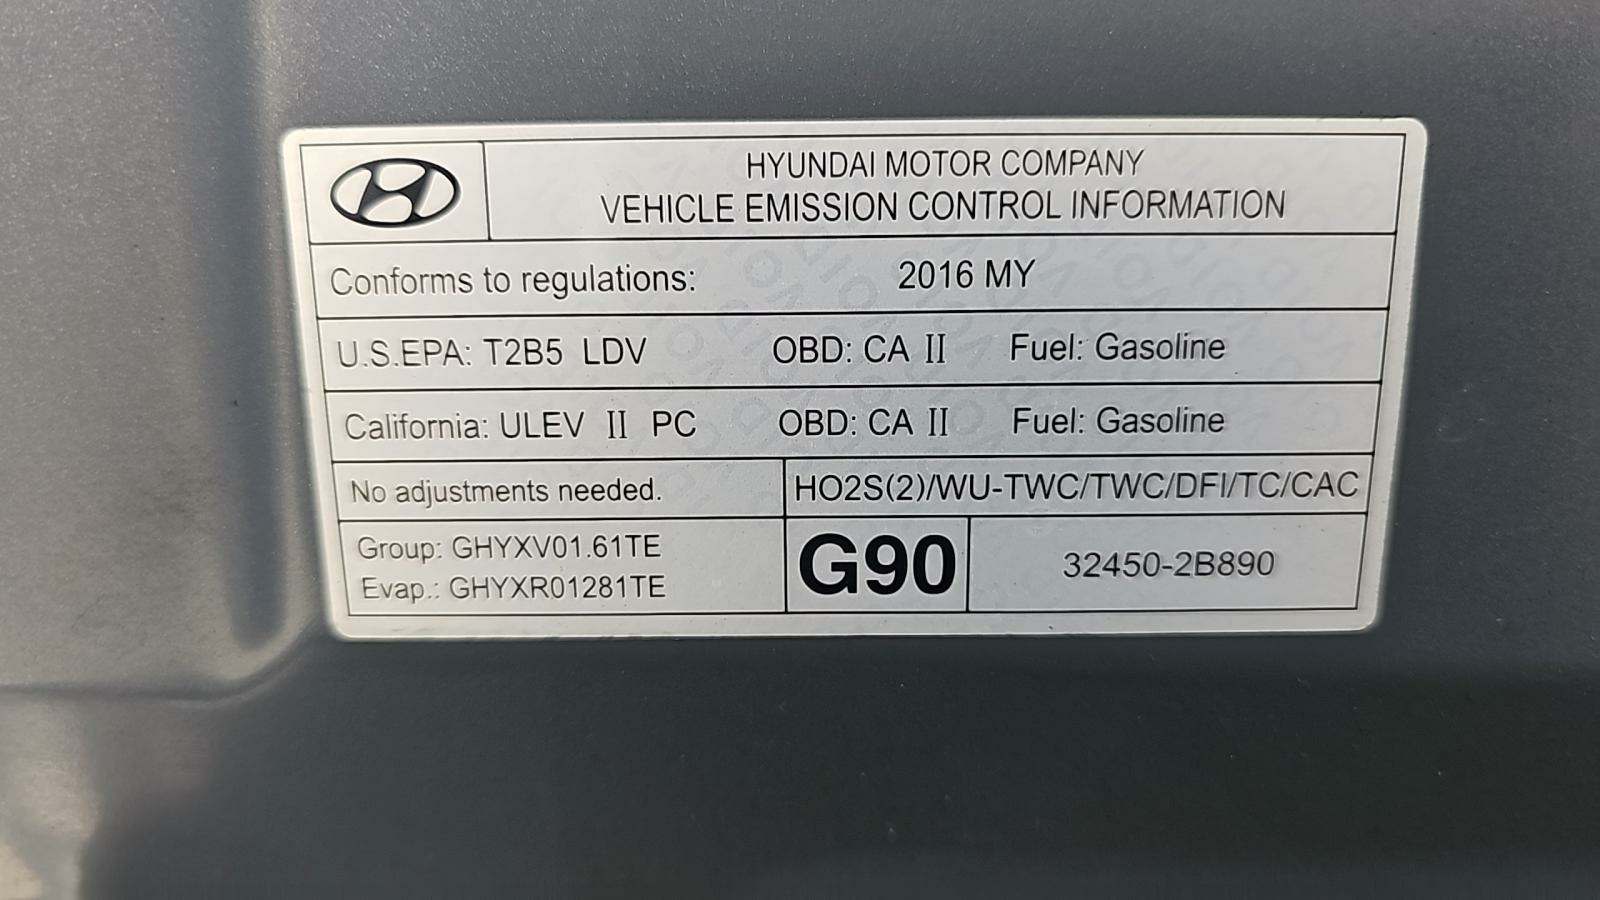 HYUNDAI MOTOR COMPANY
VEHICLE EMISSION CONTROL INFORMATION
Conforms to regulations: 2016 MY
U.S.EPA: T2B5 LDV OBD: CA II Fuel: Gasoline
California: ULEV II PC OBD: CA II Fuel: Gasoline
No adjustments needed. HO2S(2)/WU-TWC/TWC/DFI/TC/CAC
Group: GHYXV01.61TE
Evap.: GHYXR01281TE
G90
32450-2B890